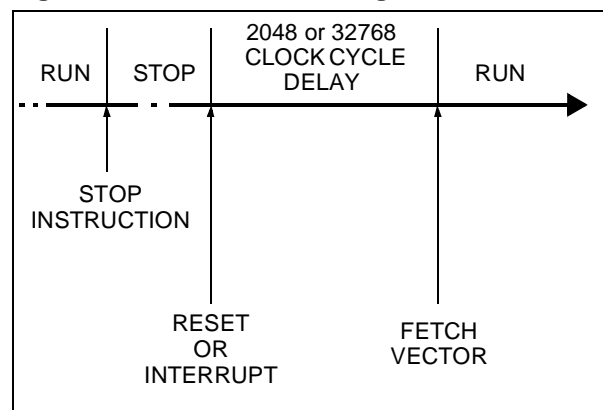 2048 or 32768
CLOCK CYCLE
DELAY
RUN
STOP
RUN
STOP
INSTRUCTION
RESET
OR
INTERRUPT
FETCH
VECTOR